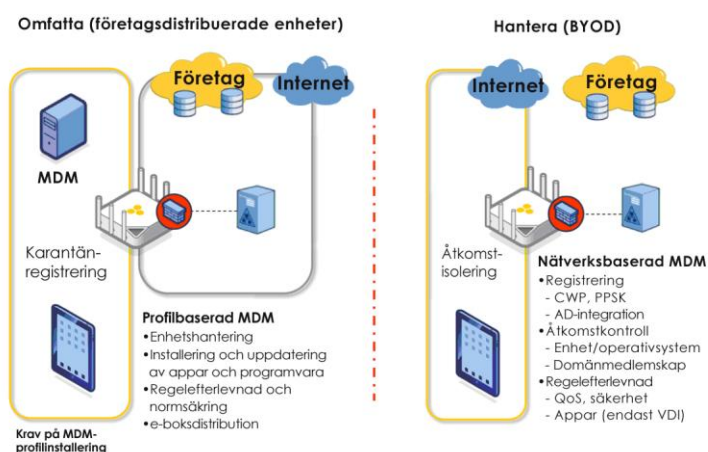 Omfatta (företagsdistribuerade enheter)
Företag
Internet
MDM
Karantän-
registrering
Profilbaserad MDM
•Enhetshantering
•Installering och uppdatering
av appar och programvara
•Regelefterlevnad och
normsäkring
•e-boksdistribution
Krav på MDM-
profilinstallering
Hantera (BYOD)
Internet
Företag
Åtkomst-
isolering
Nätverksbaserad MDM
•Registrering
- CWP, PPSK
- AD-integration
•Åtkomstkontroll
- Enhet/operativsystem
- Domänmedlemskap
•Regelefterlevnad
- QoS, säkerhet
- Appar (endast VDI)